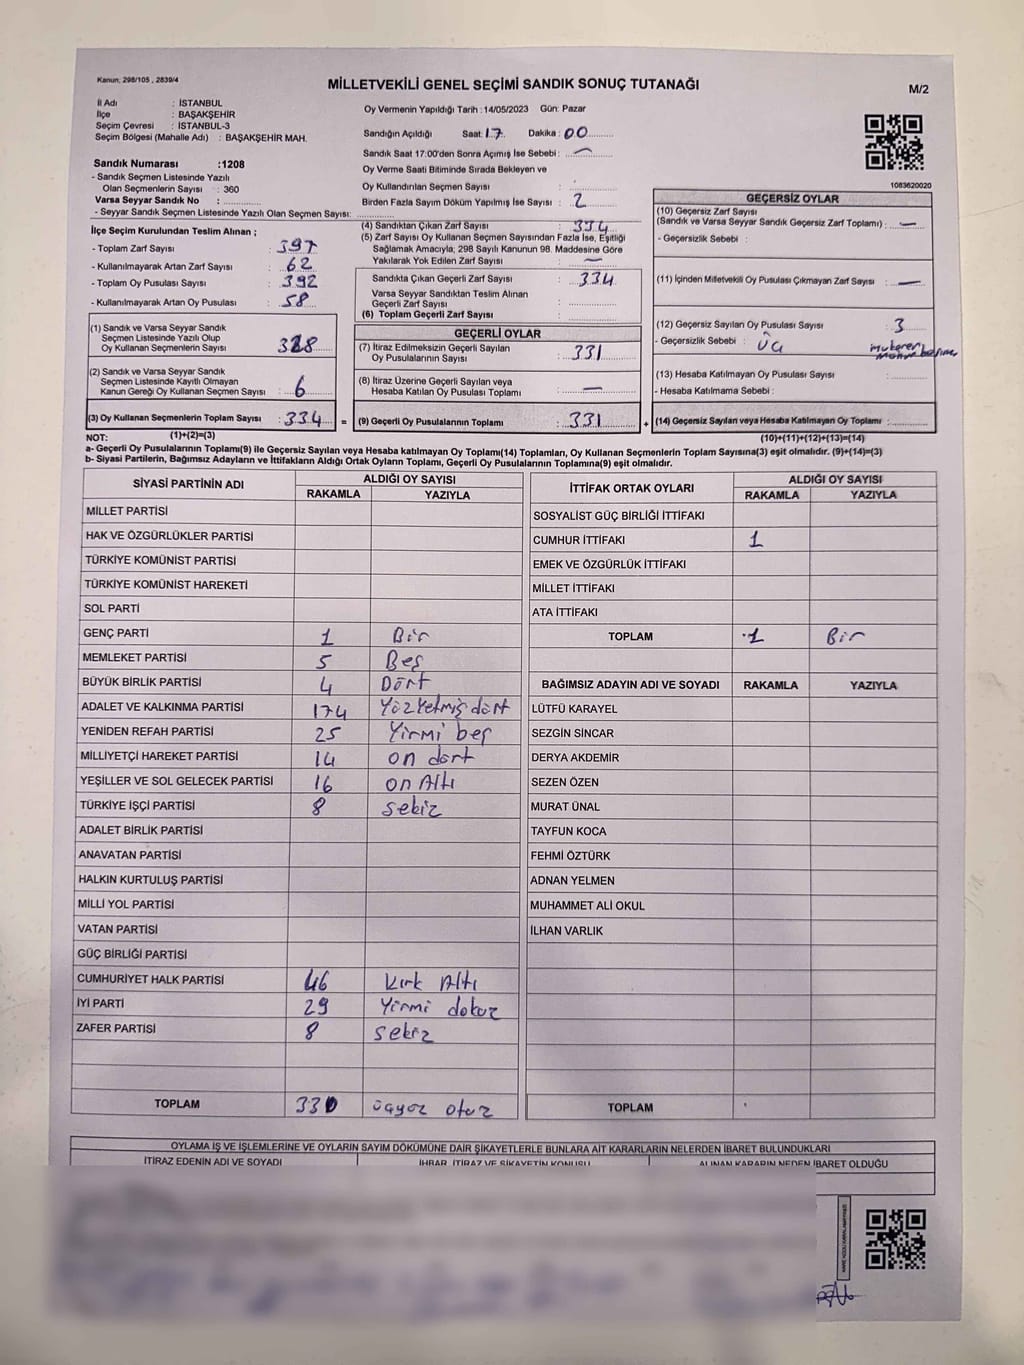 Kanun; 298/105 , 2839/4
MİLLETVEKİLİ GENEL SEÇİMİ SANDIK SONUÇ TUTANAĞI
M/2
İl Adı : İSTANBUL
İlçe : BAŞAKŞEHİR
Seçim Çevresi : İSTANBUL-3
Seçim Bölgesi (Mahalle Adı) : BAŞAKŞEHİR MAH.
Oy Vermenin Yapıldığı Tarih : 14/05/2023 Gün: Pazar
Sandığın Açıldığı Saat: 17 Dakika : 00
Sandık Saat 17:00'den Sonra Açımış İse Sebebi : —
Oy Verme Saati Bitiminde Sırada Bekleyen ve
Oy Kullandırılan Seçmen Sayısı :
Birden Fazla Sayım Döküm Yapılmış İse Sayısı : 2
Sandık Numarası :1208
- Sandık Seçmen Listesinde Yazılı
Olan Seçmenlerin Sayısı : 360
Varsa Seyyar Sandık No :
- Seyyar Sandık Seçmen Listesinde Yazılı Olan Seçmen Sayısı:
1083620020
İlçe Seçim Kurulundan Teslim Alınan ;
- Toplam Zarf Sayısı : 397
- Kullanılmayarak Artan Zarf Sayısı : 62
- Toplam Oy Pusulası : 392
- Kullanılmayarak Artan Oy Pusulası : 58
(1) Sandık ve Varsa Seyyar Sandık
Seçmen Listesinde Yazılı Olup
Oy Kullanan Seçmenlerin Sayısı : 328
(2) Sandık ve Varsa Seyyar Sandık
Seçmen Listesinde Kayıtlı Olmayan
Kanun Gereği Oy Kullanan Seçmen Sayısı : 6
(3) Oy Kullanan Seçmenlerin Toplam Sayısı : 334 =
(4) Sandıktan Çıkan Zarf Sayısı : 334
(5) Zarf Sayısı Oy Kullanan Seçmen Sayısından Fazla İse, Eşitliği
Sağlamak Amacıyla, 298 Sayılı Kanunun 98. Maddesine Göre
Yakılarak Yok Edilen Zarf Sayısı : —
Sandıkta Çıkan Geçerli Zarf Sayısı : 334
Varsa Seyyar Sandıktan Teslim Alınan
Geçerli Zarf Sayısı :
(6) Toplam Geçerli Zarf Sayısı :
GEÇERLİ OYLAR
(7) İtiraz Edilmeksizin Geçerli Sayılan
Oy Pusulalarının Sayısı : 331
(8) İtiraz Üzerine Geçerli Sayılan veya
Hesaba Katılan Oy Pusulası Toplamı : —
(9) Geçerli Oy Pusulalarının Toplamı : 331 +
GEÇERSİZ OYLAR
(10) Geçersiz Zarf Sayısı
(Sandık ve Varsa Seyyar Sandık Geçersiz Zarf Toplamı) : —
- Geçersizlik Sebebi :
(11) İçinden Milletvekili Oy Pusulası Çıkmayan Zarf Sayısı : —
(12) Geçersiz Sayılan Oy Pusulası Sayısı : 3
- Geçersizlik Sebebi : Üç
(13) Hesaba Katılmayan Oy Pusulası Sayısı :
- Hesaba Katılmama Sebebi :
(14) Geçersiz Sayılan veya Hesaba Katılmayan Oy Toplamı :
NOT: (1)+(2)=(3)
(10)+(11)+(12)+(13)=(14)
a- Geçerli Oy Pusulalarının Toplamı(9) ile Geçersiz Sayılan veya Hesaba katılmayan Oy Toplamı(14) Toplamları, Oy Kullanan Seçmenlerin Toplam Sayısına(3) eşit olmalıdır. (9)+(14)=(3)
b- Siyasi Partilerin, Bağımsız Adayların ve İttifakların Aldığı Ortak Oyların Toplamı, Geçerli Oy Pusulalarının Toplamına(9) eşit olmalıdır.
SİYASİ PARTİNİN ADI ALDIĞI OY SAYISI
RAKAMLA YAZIYLA
MİLLET PARTİSİ
HAK VE ÖZGÜRLÜKLER PARTİSİ
TÜRKİYE KOMÜNİST PARTİSİ
TÜRKİYE KOMÜNİST HAREKETİ
SOL PARTİ
GENÇ PARTİ 1 Bir
MEMLEKET PARTİSİ 5 Beş
BÜYÜK BİRLİK PARTİSİ 4 Dört
ADALET VE KALKINMA PARTİSİ 174 Yüzyetmiş dört
YENİDEN REFAH PARTİSİ 25 Yirmi beş
MİLLİYETÇİ HAREKET PARTİSİ 14 on dört
YEŞİLLER VE SOL GELECEK PARTİSİ 16 on Altı
TÜRKİYE İŞÇİ PARTİSİ 8 sekiz
ADALET BİRLİK PARTİSİ
ANAVATAN PARTİSİ
HALKIN KURTULUŞ PARTİSİ
MİLLİ YOL PARTİSİ
VATAN PARTİSİ
GÜÇ BİRLİĞİ PARTİSİ
CUMHURİYET HALK PARTİSİ 46 Kırk Altı
İYİ PARTİ 29 Yirmi dokuz
ZAFER PARTİSİ 8 sekiz
TOPLAM 330 üçyüz otuz
İTTİFAK ORTAK OYLARI ALDIĞI OY SAYISI
RAKAMLA YAZIYLA
SOSYALİST GÜÇ BİRLİĞİ İTTİFAKI
CUMHUR İTTİFAKI 1
EMEK VE ÖZGÜRLÜK İTTİFAKI
MİLLET İTTİFAKI
ATA İTTİFAKI
TOPLAM 1 Bir
BAĞIMSIZ ADAYIN ADI VE SOYADI RAKAMLA YAZIYLA
LÜTFÜ KARAYEL
SEZGİN SİNCAR
DERYA AKDEMİR
SEZEN ÖZEN
MURAT ÜNAL
TAYFUN KOCA
FEHMİ ÖZTÜRK
ADNAN YELMEN
MUHAMMET ALİ OKUL
İLHAN VARLIK
TOPLAM
OYLAMA İŞ VE İŞLEMLERİNE VE OYLARIN SAYIM DÖKÜMÜNE DAİR ŞİKAYETLERLE BUNLARA AİT KARARLARIN NELERDEN İBARET BULUNDUKLARI
İTİRAZ EDENİN ADI VE SOYADI İHBAR, İTİRAZ VE ŞİKAYETİN KONUSU ALINAN KARARIN NEDEN İBARET OLDUĞU